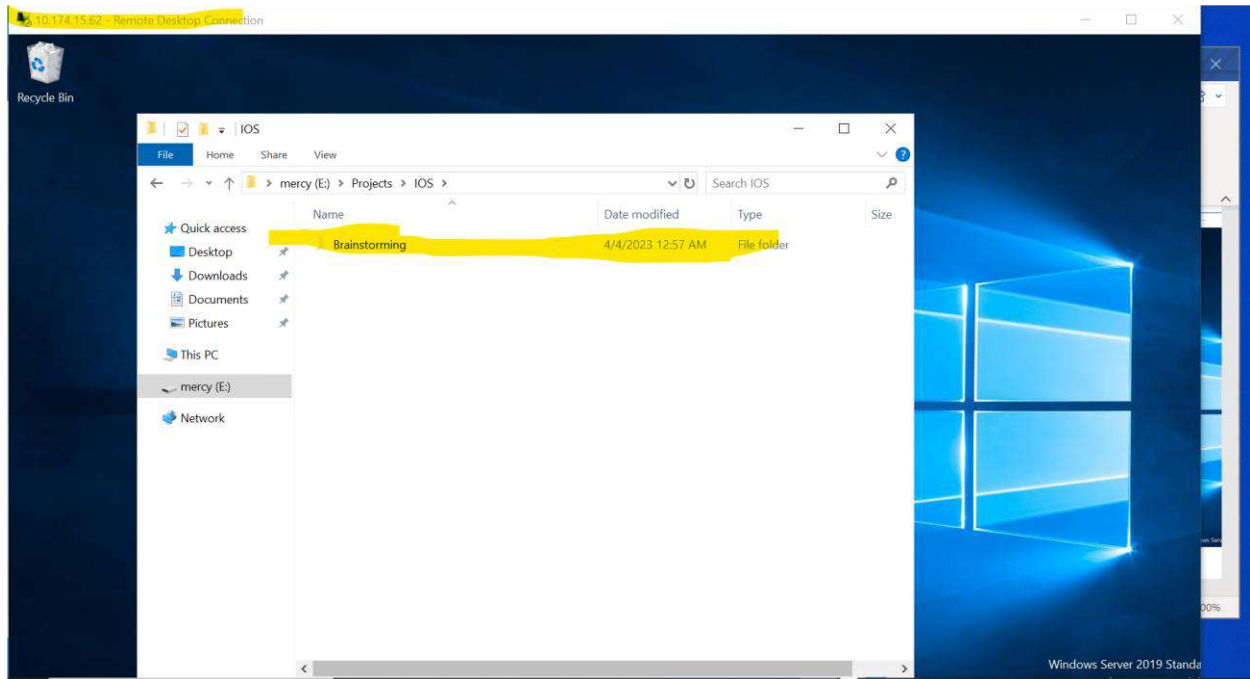 10.174.15.62 - Remote Desktop Connection
Recycle Bin
IOS
File Home Share View
mercy (E:) > Projects > IOS >
Search IOS
Name Date modified Type Size
Quick access
Brainstorming 4/4/2023 12:57 AM File folder
Desktop
Downloads
Documents
Pictures
This PC
mercy (E:)
Network
00%
Windows Server 2019 Standa